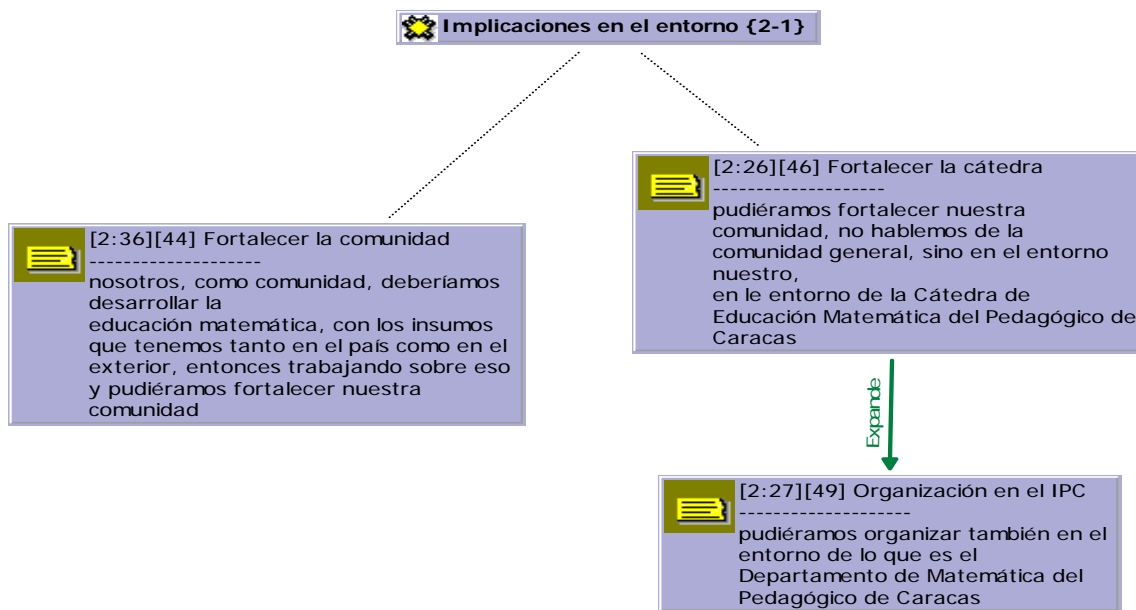 Implicaciones en el entorno {2-1}
[2:26][46] Fortalecer la cátedra
--------------------
pudiéramos fortalecer nuestra
comunidad, no hablemos de la
comunidad general, sino en el entorno
nuestro,
en le entorno de la Cátedra de
Educación Matemática del Pedagógico de
Caracas
[2:36][44] Fortalecer la comunidad
--------------------
nosotros, como comunidad, deberíamos
desarrollar la
educación matemática, con los insumos
que tenemos tanto en el país como en el
exterior, entonces trabajando sobre eso
y pudiéramos fortalecer nuestra
comunidad
Expande
[2:27][49] Organización en el IPC
--------------------
pudiéramos organizar también en el
entorno de lo que es el
Departamento de Matemática del
Pedagógico de Caracas